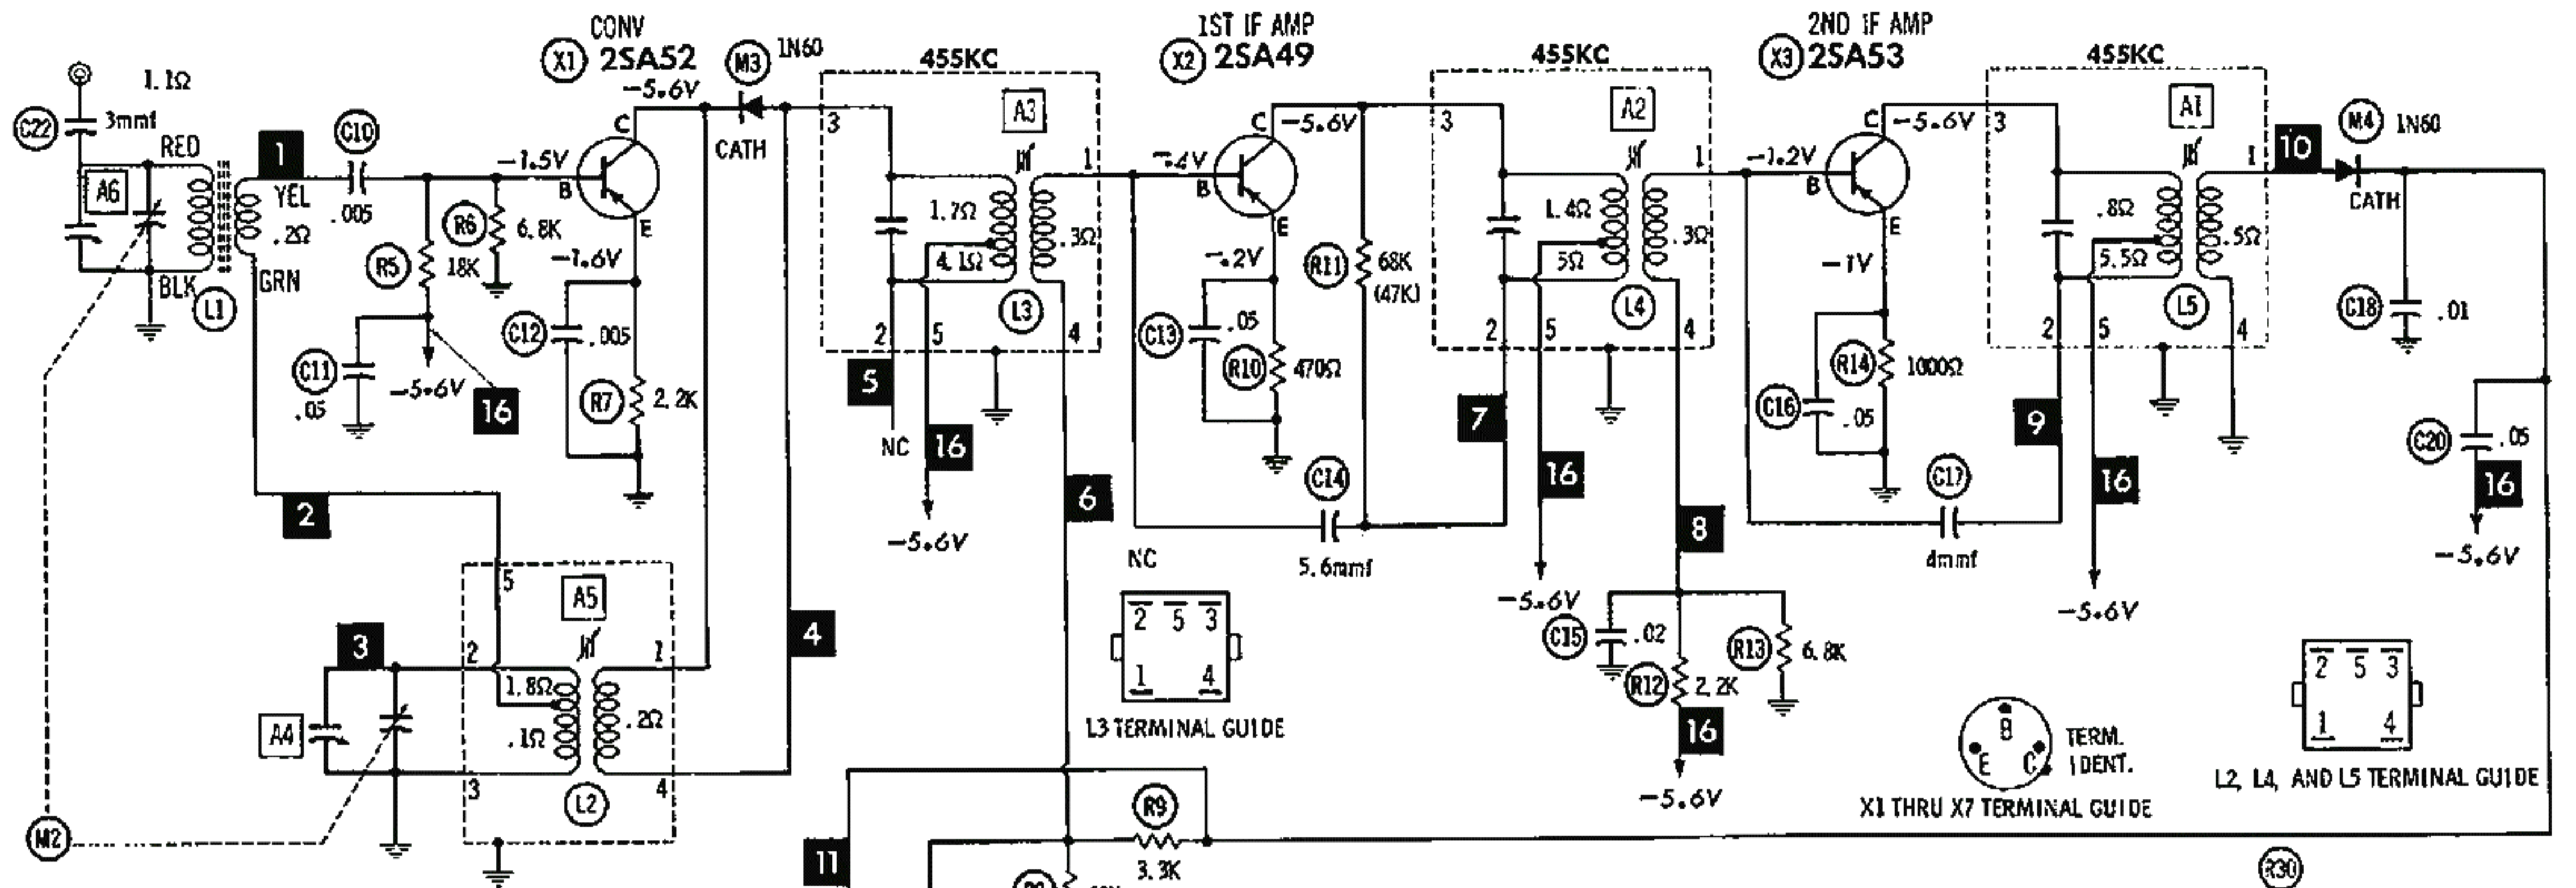 CONV
X1 2SA52
-5.6V
M3 1N60
CATH
455KC
A3
1ST IF AMP
X2 2SA49
-5.6V
455KC
A2
2ND IF AMP
X3 2SA53
-5.6V
455KC
A1
M4 1N60
CATH
10
1.1Ω
C22 3mmf
RED
A6
BLK
L1
1
YEL
.2Ω
GRN
C10
.005
R5
18K
R6
6.8K
-1.5V
C
B
E
-1.6V
C11
.05
-5.6V
16
C12
.005
R7
2.2K
3
1
1.7Ω
4.1Ω
.3Ω
L3
2
5
4
5
NC
16
-5.6V
6
-.4V
C
B
E
-.2V
C13
.05
R10
470Ω
R11
68K
(47K)
C14
5.6mmf
NC
3
1
1.4Ω
5Ω
.3Ω
L4
2
5
4
7
16
-5.6V
8
C15
.02
R12
2.2K
R13
6.8K
16
-5.6V
-1.2V
C
B
E
-1V
R14
1000Ω
C16
.05
C17
4mmf
3
1
.8Ω
5.5Ω
.5Ω
L5
2
5
4
9
16
-5.6V
C18
.01
C20
.05
16
-5.6V
2
5
A5
3
2
1
1.8Ω
.1Ω
.2Ω
4
A4
3
4
L2
M2
2 5 3
1 4
L3 TERMINAL GUIDE
B
E C
TERM.
IDENT.
X1 THRU X7 TERMINAL GUIDE
2 5 3
1 4
L2, L4, AND L5 TERMINAL GUIDE
11
R9
3.3K
R30